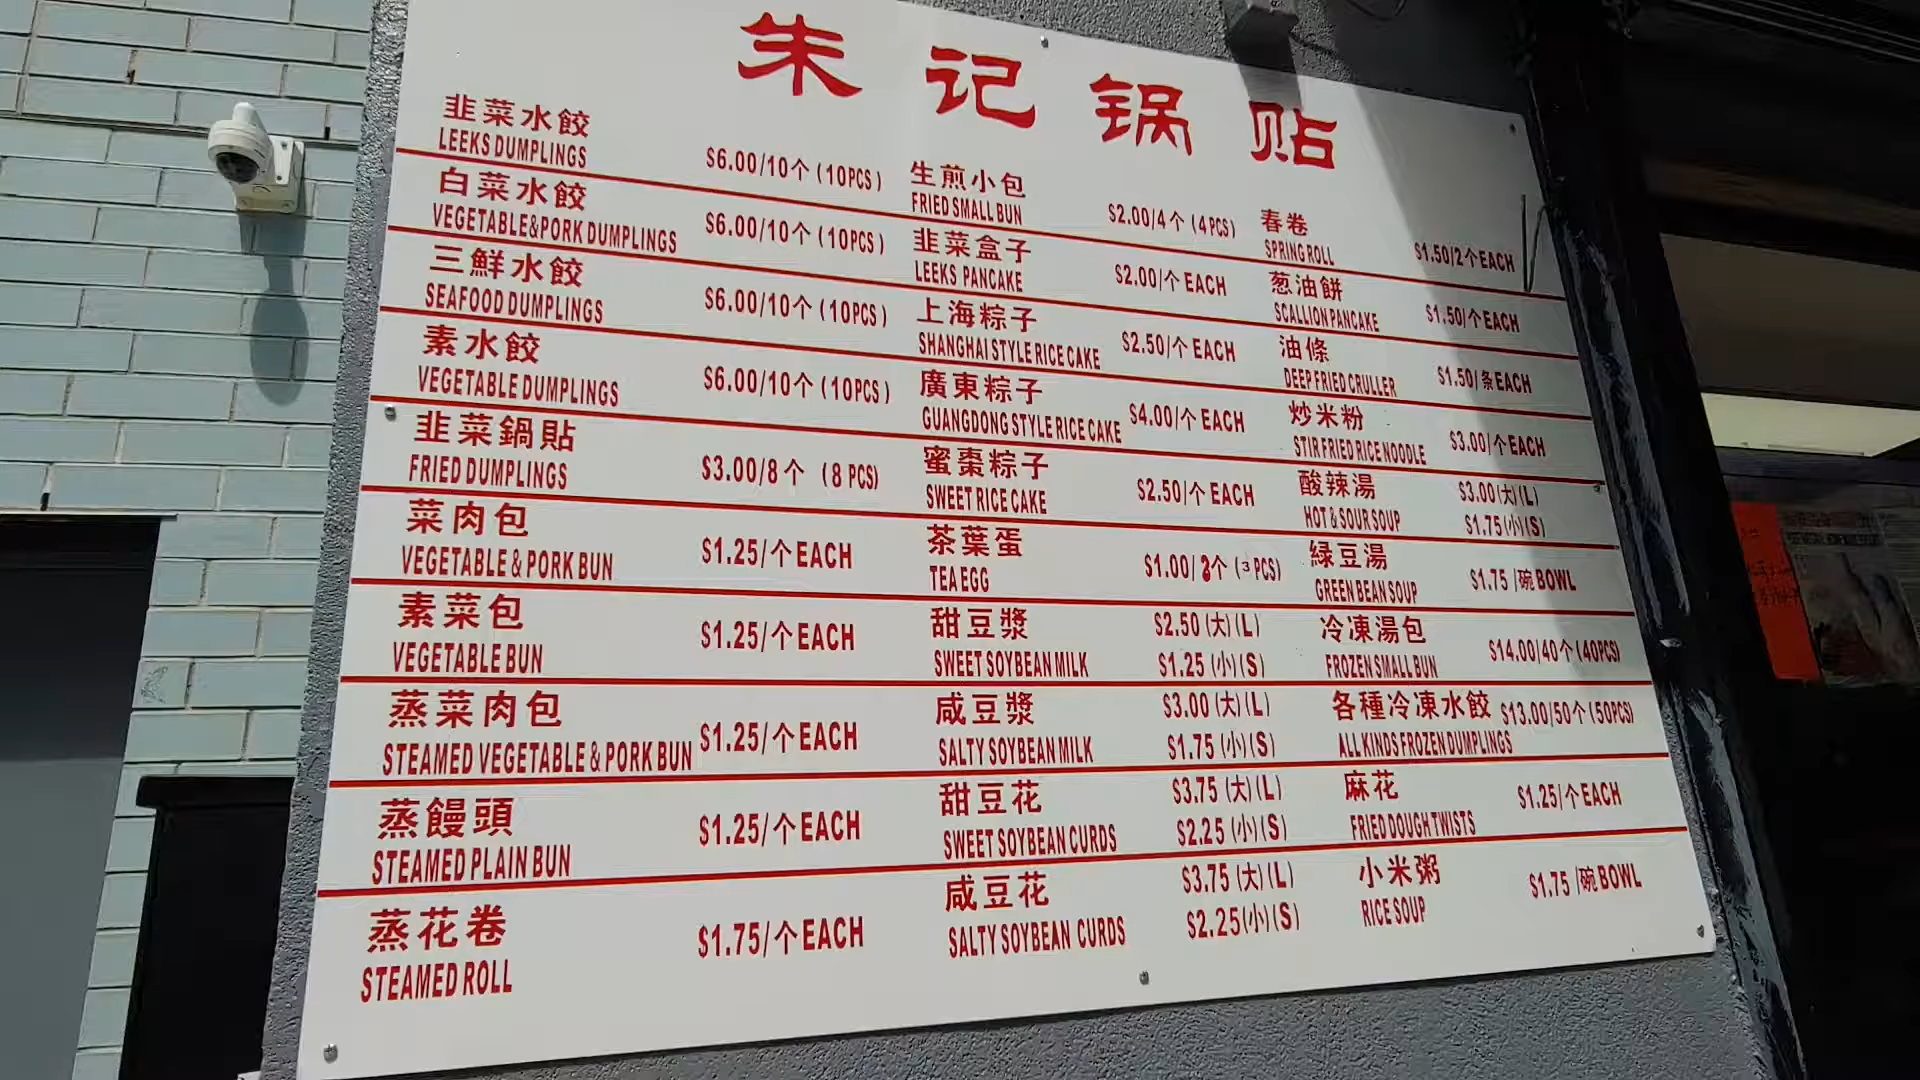 朱记锅贴
韭菜水餃
LEEKS DUMPLINGS
$6.00/10个 (10PCS)
白菜水餃
VEGETABLE&PORK DUMPLINGS
$6.00/10个 (10PCS)
三鮮水餃
SEAFOOD DUMPLINGS
$6.00/10个 (10PCS)
素水餃
VEGETABLE DUMPLINGS
$6.00/10个 (10PCS)
韭菜鍋貼
FRIED DUMPLINGS
$3.00/8个 (8 PCS)
菜肉包
VEGETABLE & PORK BUN
$1.25/个 EACH
素菜包
VEGETABLE BUN
$1.25/个 EACH
蒸菜肉包
STEAMED VEGETABLE & PORK BUN
$1.25/个 EACH
蒸饅頭
STEAMED PLAIN BUN
$1.25/个 EACH
蒸花卷
STEAMED ROLL
$1.75/个 EACH
生煎小包
FRIED SMALL BUN
$2.00/4个 (4PCS)
韭菜盒子
LEEKS PANCAKE
$2.00/个 EACH
上海粽子
SHANGHAI STYLE RICE CAKE
$2.50/个 EACH
廣東粽子
GUANGDONG STYLE RICE CAKE
$4.00/个 EACH
蜜棗粽子
SWEET RICE CAKE
$2.50/个 EACH
茶葉蛋
TEA EGG
$1.00/ 个 (3 PCS)
甜豆漿
SWEET SOYBEAN MILK
$2.50 (大) (L)
$1.25 (小) (S)
咸豆漿
SALTY SOYBEAN MILK
$3.00 (大) (L)
$1.75 (小) (S)
甜豆花
SWEET SOYBEAN CURDS
$3.75 (大) (L)
$2.25 (小) (S)
咸豆花
SALTY SOYBEAN CURDS
$3.75 (大) (L)
$2.25 (小) (S)
春卷
SPRING ROLL
$1.50/2个 EACH
葱油餅
SCALLION PANCAKE
$1.50/个 EACH
油條
DEEP FRIED CRULLER
$1.50/条 EACH
炒米粉
STIR FRIED RICE NOODLE
$3.00/个 EACH
酸辣湯
HOT & SOUR SOUP
$3.00 (大) (L)
$1.75 (小) (S)
緑豆湯
GREEN BEAN SOUP
$1.75 /碗 BOWL
冷凍湯包
FROZEN SMALL BUN
$14.00/40个 (40PCS)
各種冷凍水餃
ALL KINDS FROZEN DUMPLINGS
$13.00/50个 (50PCS)
麻花
FRIED DOUGH TWISTS
$1.25/个 EACH
小米粥
RICE SOUP
$1.75 /碗 BOWL